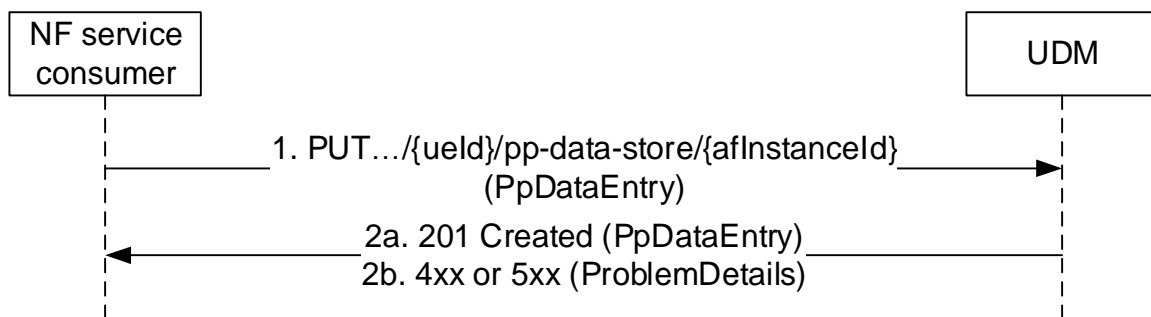 NF service
consumer
UDM
1. PUT…/{ueId}/pp-data-store/{afInstanceId}
(PpDataEntry)
2a. 201 Created (PpDataEntry)
2b. 4xx or 5xx (ProblemDetails)